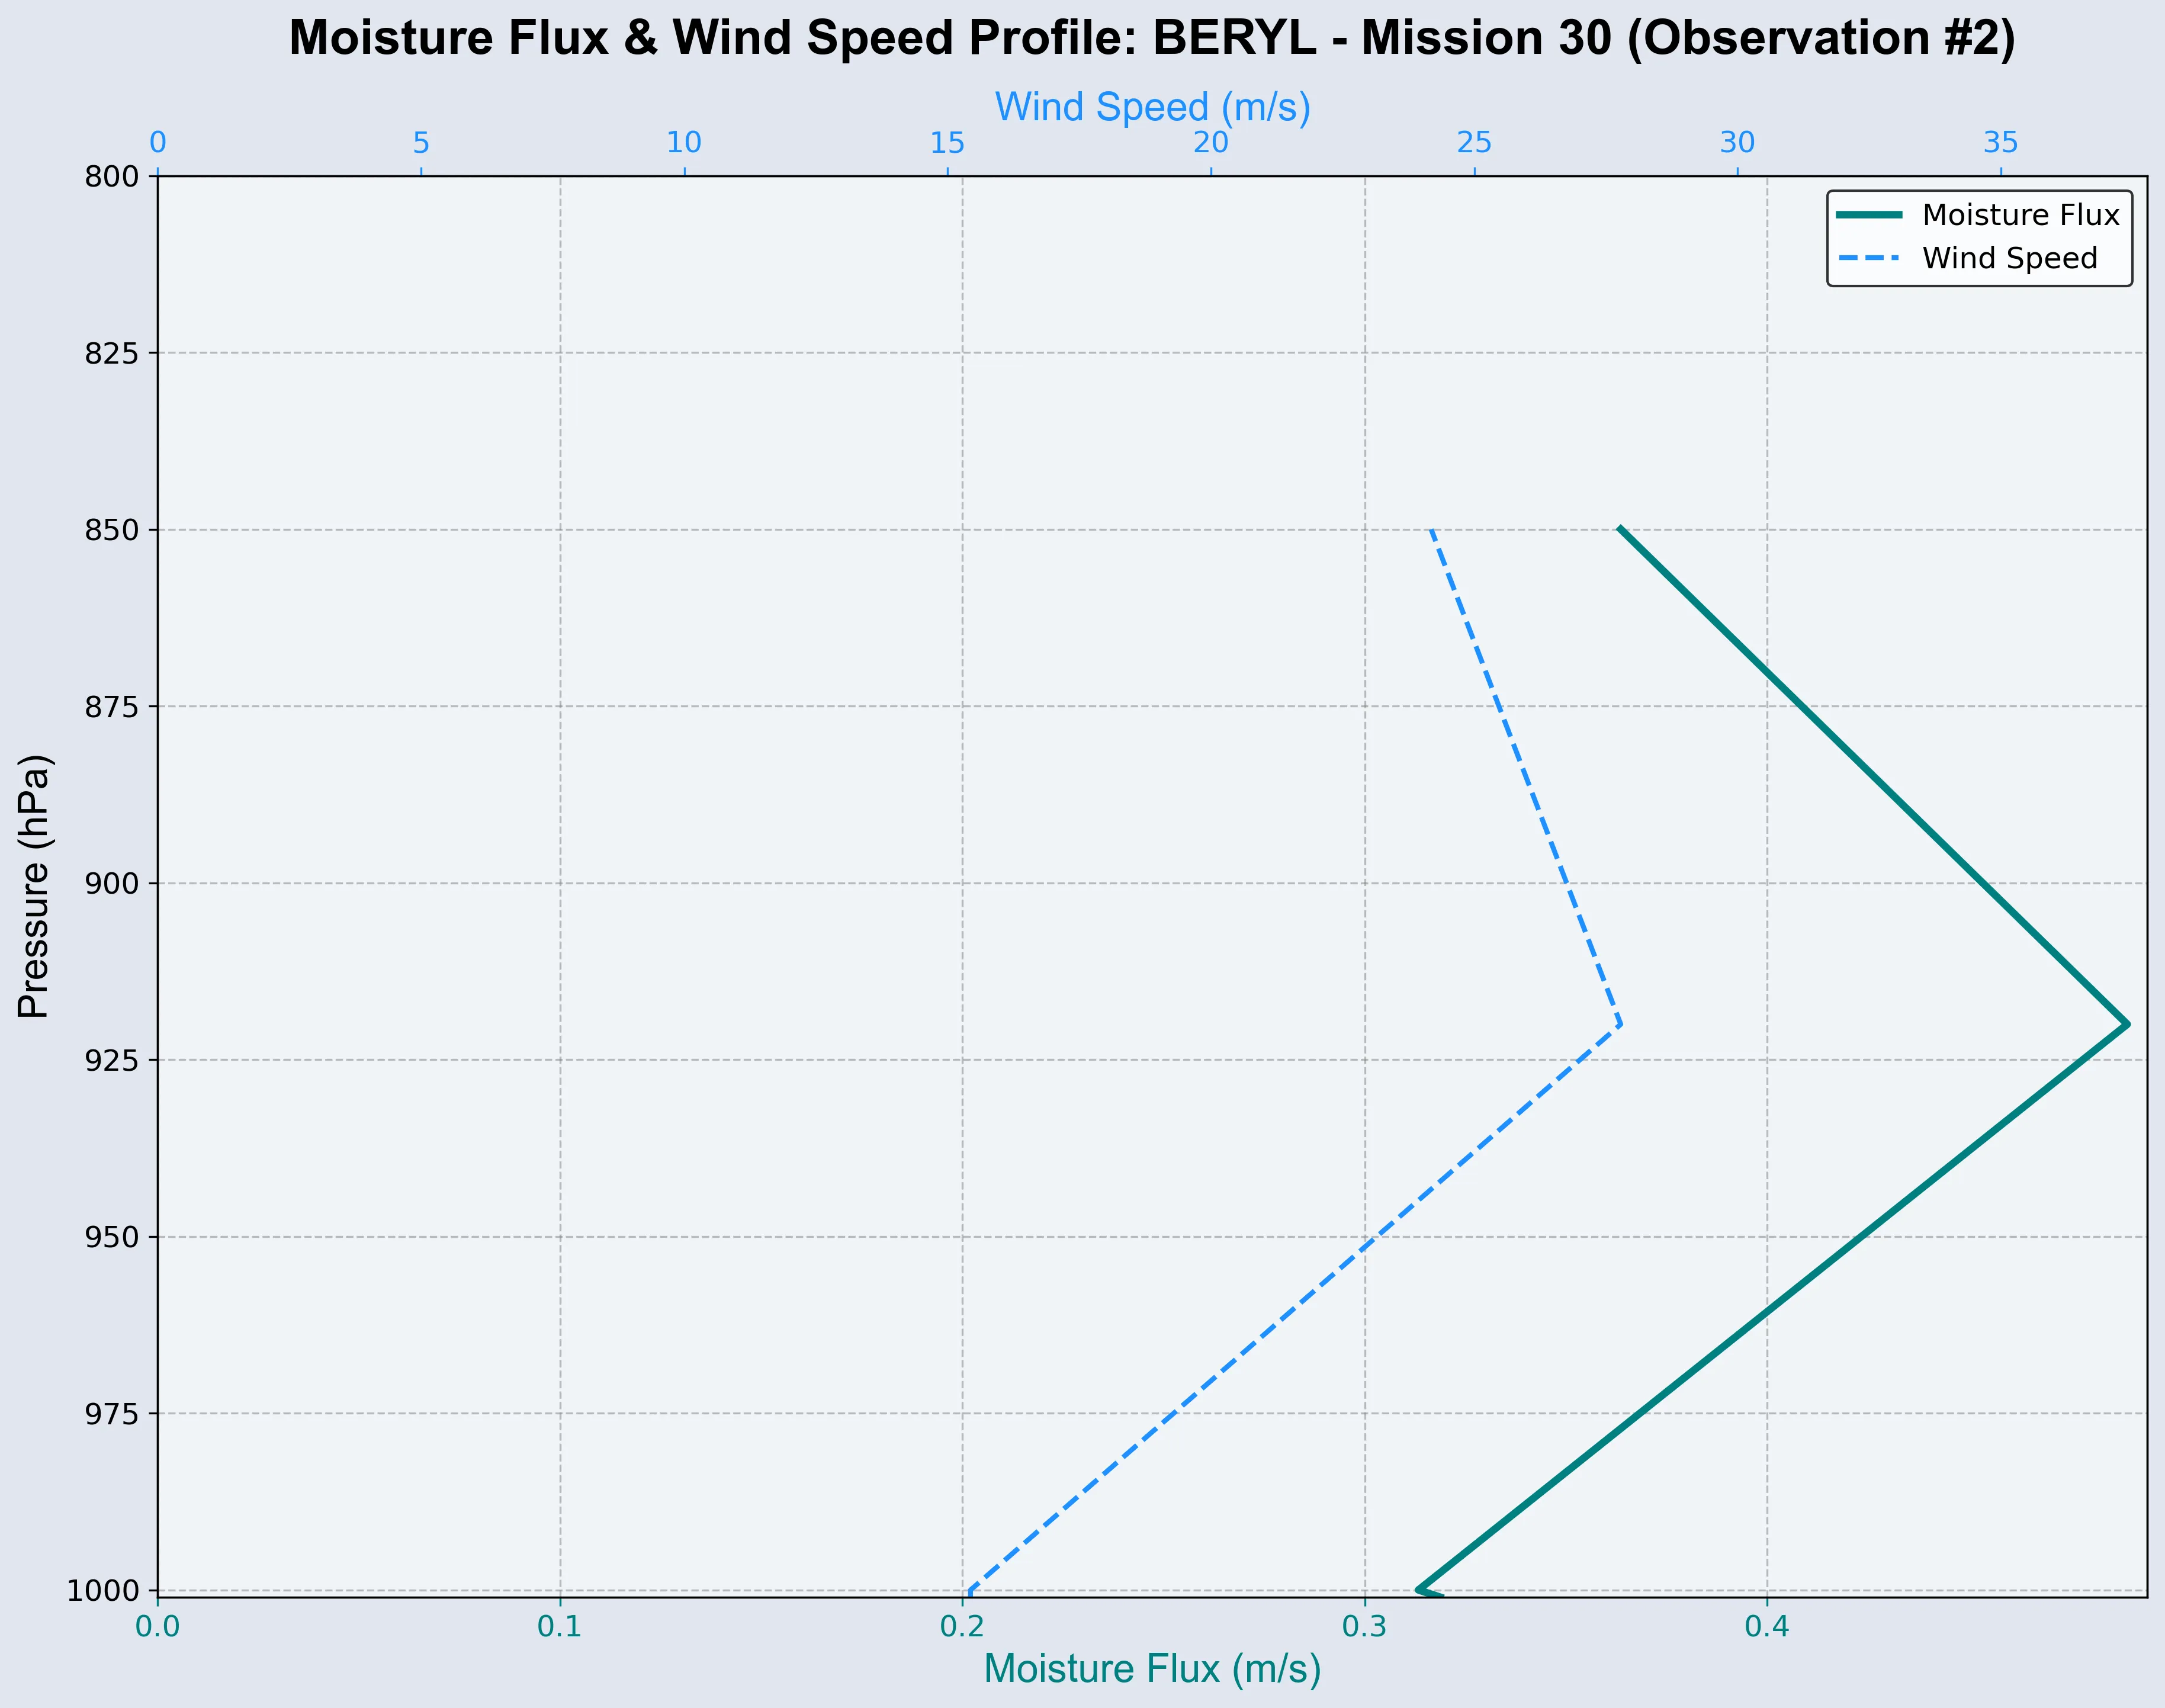 Moisture Flux & Wind Speed Profile: BERYL - Mission 30 (Observation #2)
Wind Speed (m/s)
0 5 10 15 20 25 30 35
Moisture Flux
Wind Speed
Pressure (hPa)
800
825
850
875
900
925
950
975
1000
0.0 0.1 0.2 0.3 0.4
Moisture Flux (m/s)